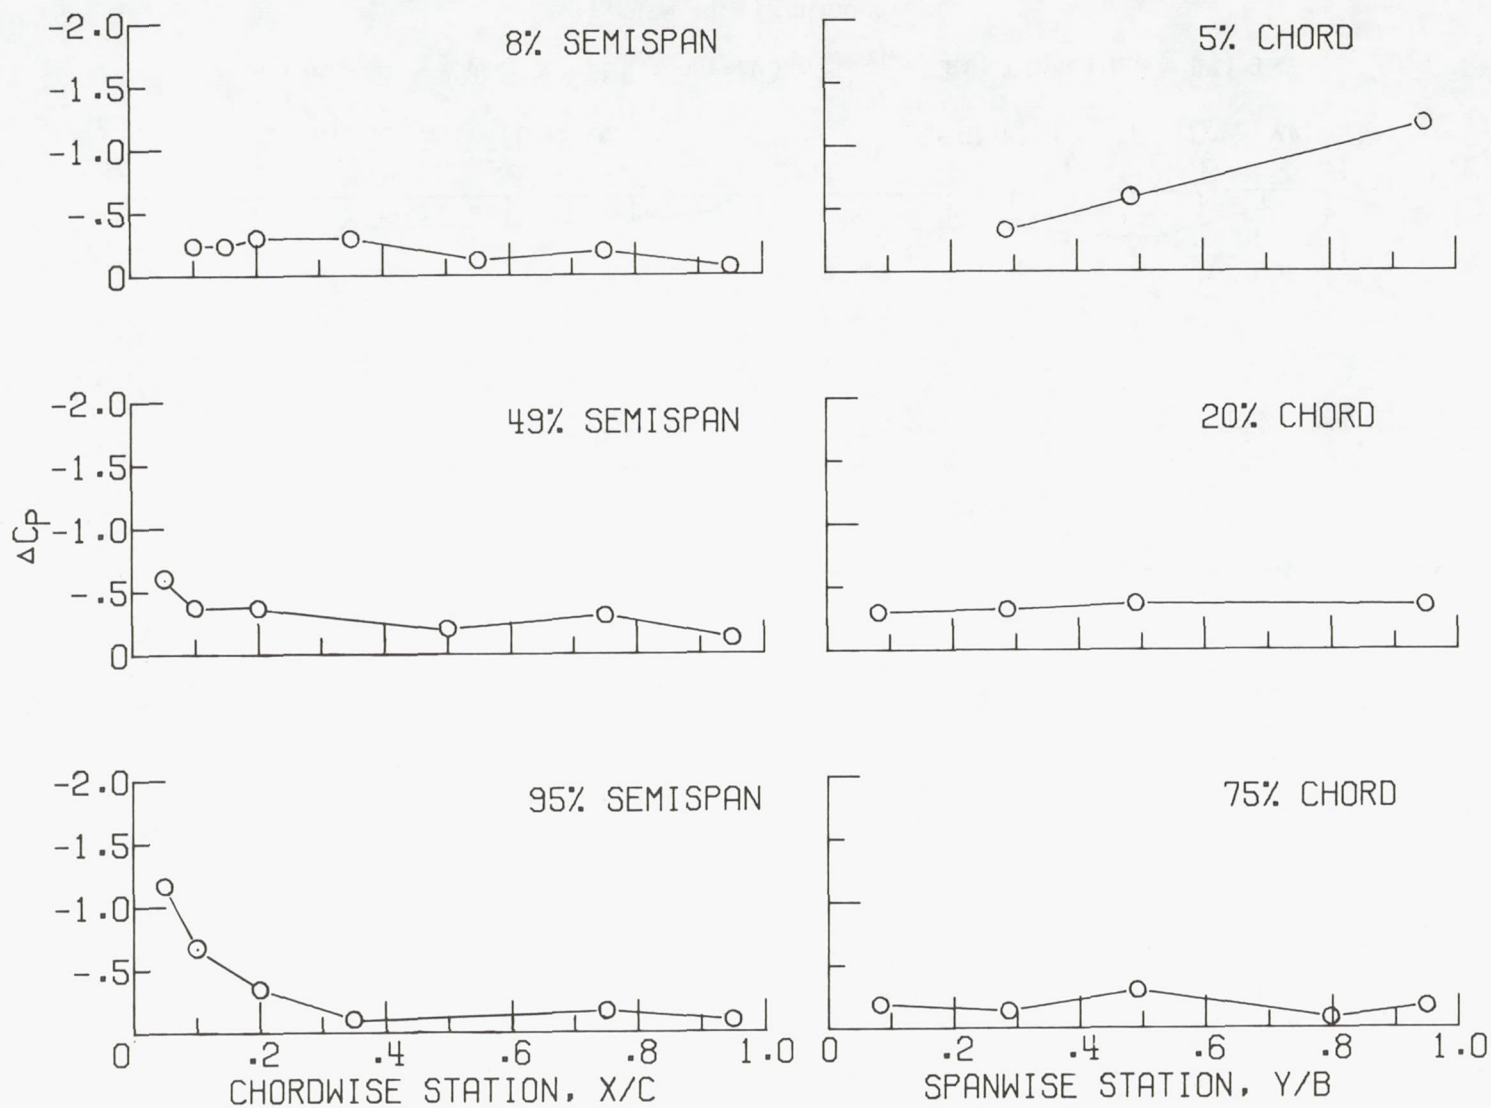 -2.0
8% SEMISPAN
-1.5
-1.0
-.5
0
5% CHORD
-2.0
49% SEMISPAN
-1.5
ΔCP
-1.0
-.5
0
20% CHORD
-2.0
95% SEMISPAN
-1.5
-1.0
-.5
0 .2 .4 .6 .8 1.0
CHORDWISE STATION, X/C
75% CHORD
0 .2 .4 .6 .8 1.0
SPANWISE STATION, Y/B